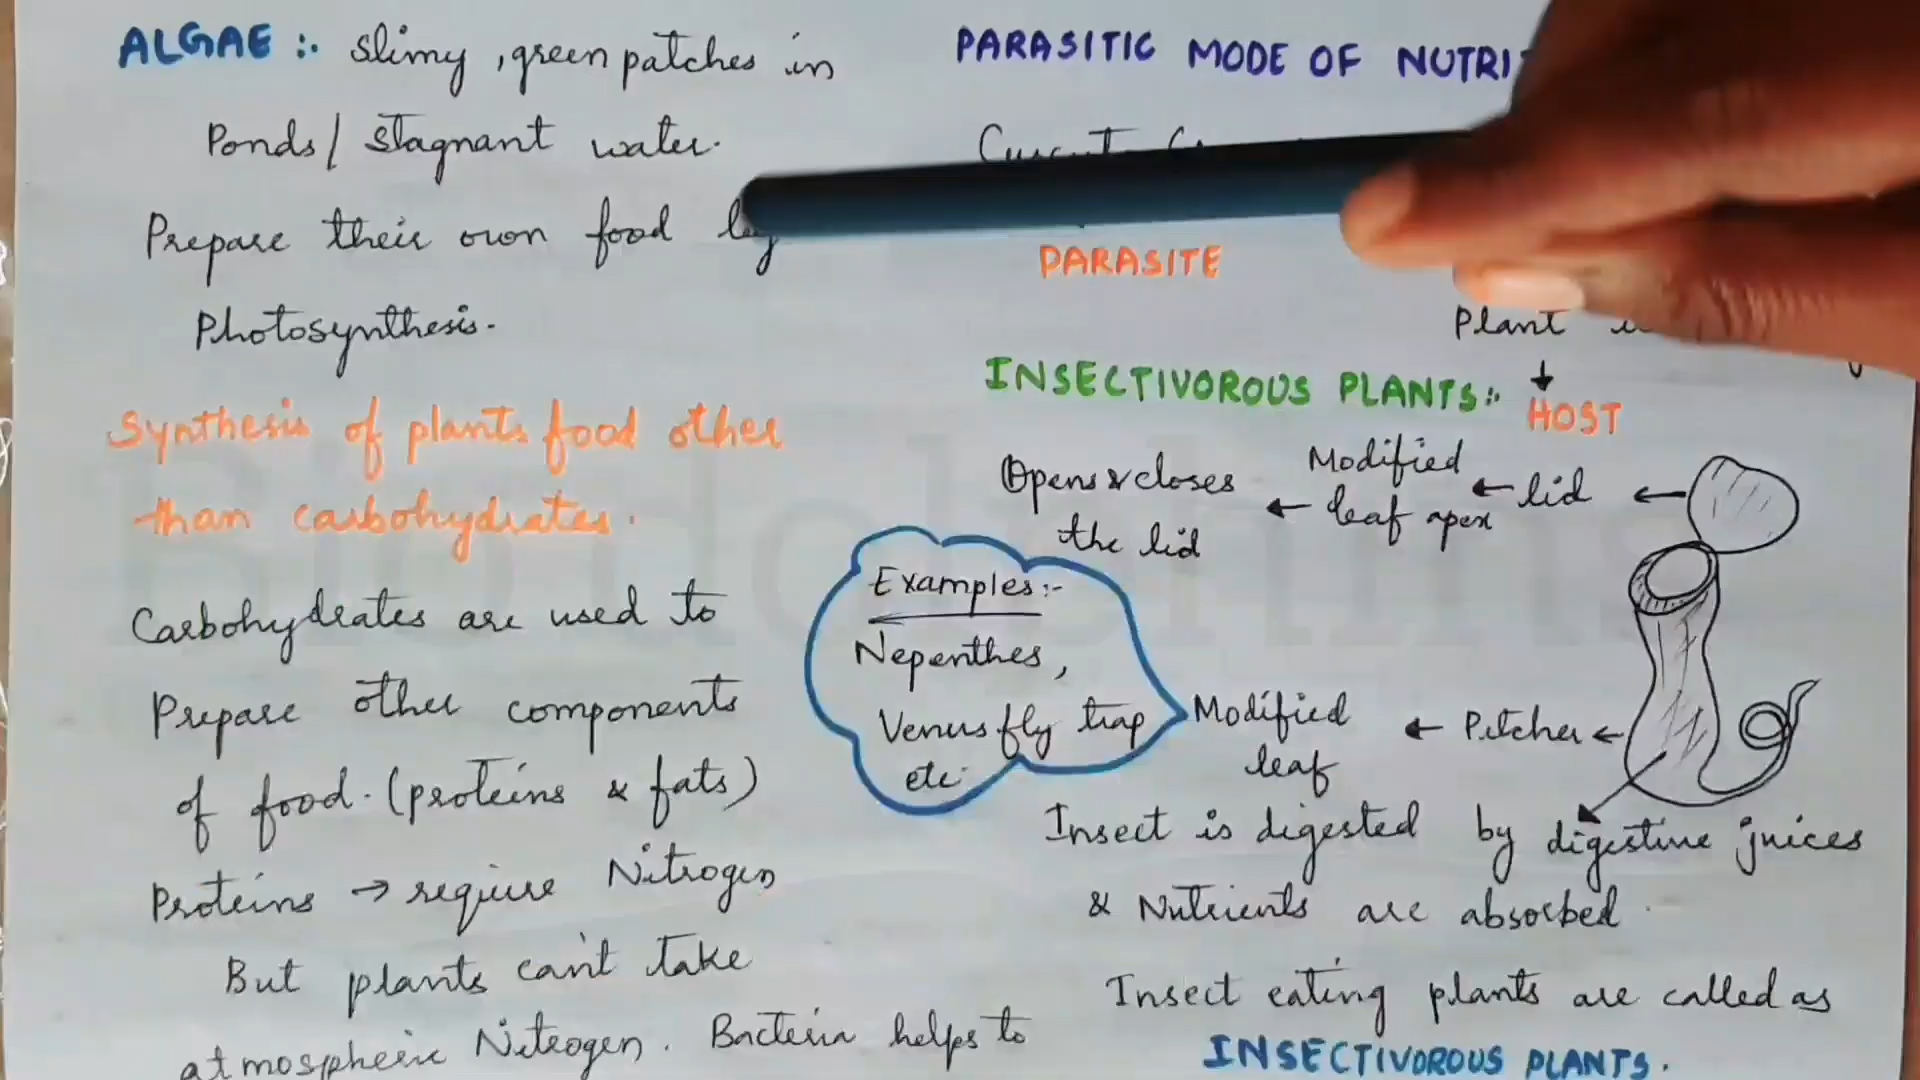 ALGAE :. Slimy, green patches in
Ponds/ stagnant water.
Prepare their own food by
Photosynthesis.
Synthesis of plants food other
than carbohydrates.
Carbohydrates are used to
Prepare other components
of food. (proteins & fats)
Proteins → require Nitrogen
But plants can't take
atmospheric Nitrogen. Bacteria helps to
PARASITIC MODE OF NUTRI
PARASITE
Plant
↓
HOST
INSECTIVOROUS PLANTS:.
Opens & closes
the lid
← Modified
leaf apex
← lid ←
Examples:-
Nepenthes,
Venus fly trap
etc.
Modified
leaf
← Pitcher ←
Insect is digested by digestive juices
& Nutrients are absorbed.
Insect eating plants are called as
INSECTIVOROUS PLANTS.